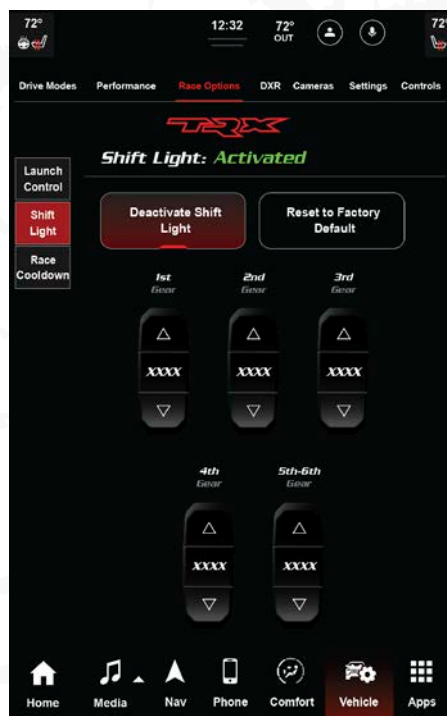 72°
12:32
72°
OUT
72°
Drive Modes
Performance
Race Options
DXR
Cameras
Settings
Controls
TRX
Shift Light: Activated
Launch
Control
Shift
Light
Race
Cooldown
Deactivate Shift
Light
Reset to Factory
Default
1st
Gear
2nd
Gear
3rd
Gear
XXXX
XXXX
XXXX
4th
Gear
5th-6th
Gear
XXXX
XXXX
Home
Media
Nav
Phone
Comfort
Vehicle
Apps